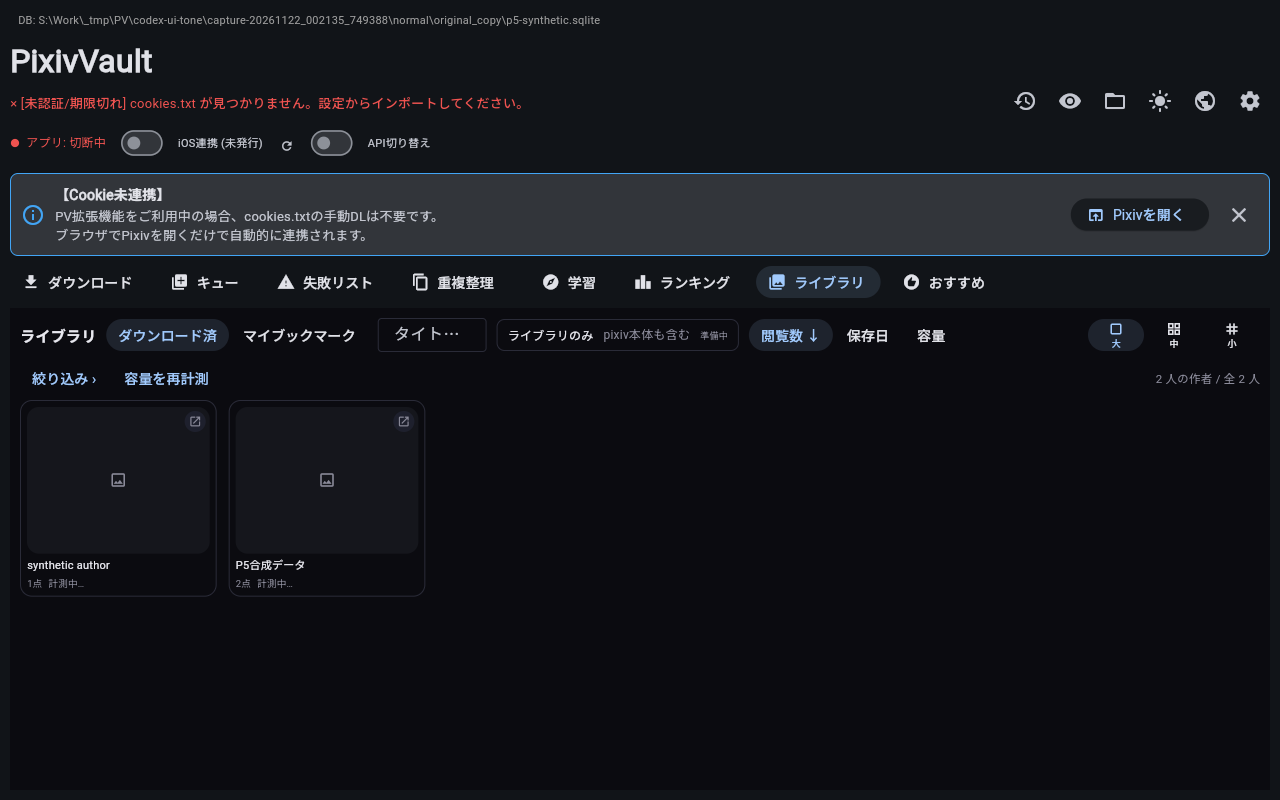 DB: S:\Work\_tmp\PV\codex-ui-tone\capture-20261122_002135_749388\normal\original_copy\p5-synthetic.sqlite
PixivVault
× [未認証/期限切れ] cookies.txt が見つかりません。設定からインポートしてください。
アプリ: 切断中 iOS連携 (未発行) API切り替え
【Cookie未連携】
PV拡張機能をご利用中の場合、cookies.txtの手動DLは不要です。
ブラウザでPixivを開くだけで自動的に連携されます。
Pixivを開く
ダウンロード キュー 失敗リスト 重複整理 学習 ランキング ライブラリ おすすめ
ライブラリ ダウンロード済 マイブックマーク タイト… ライブラリのみ pixiv本体も含む 準備中 閲覧数 ↓ 保存日 容量 大 中 小
絞り込み › 容量を再計測 2 人の作者 / 全 2 人
synthetic author
1点 計測中…
P5合成データ
2点 計測中…